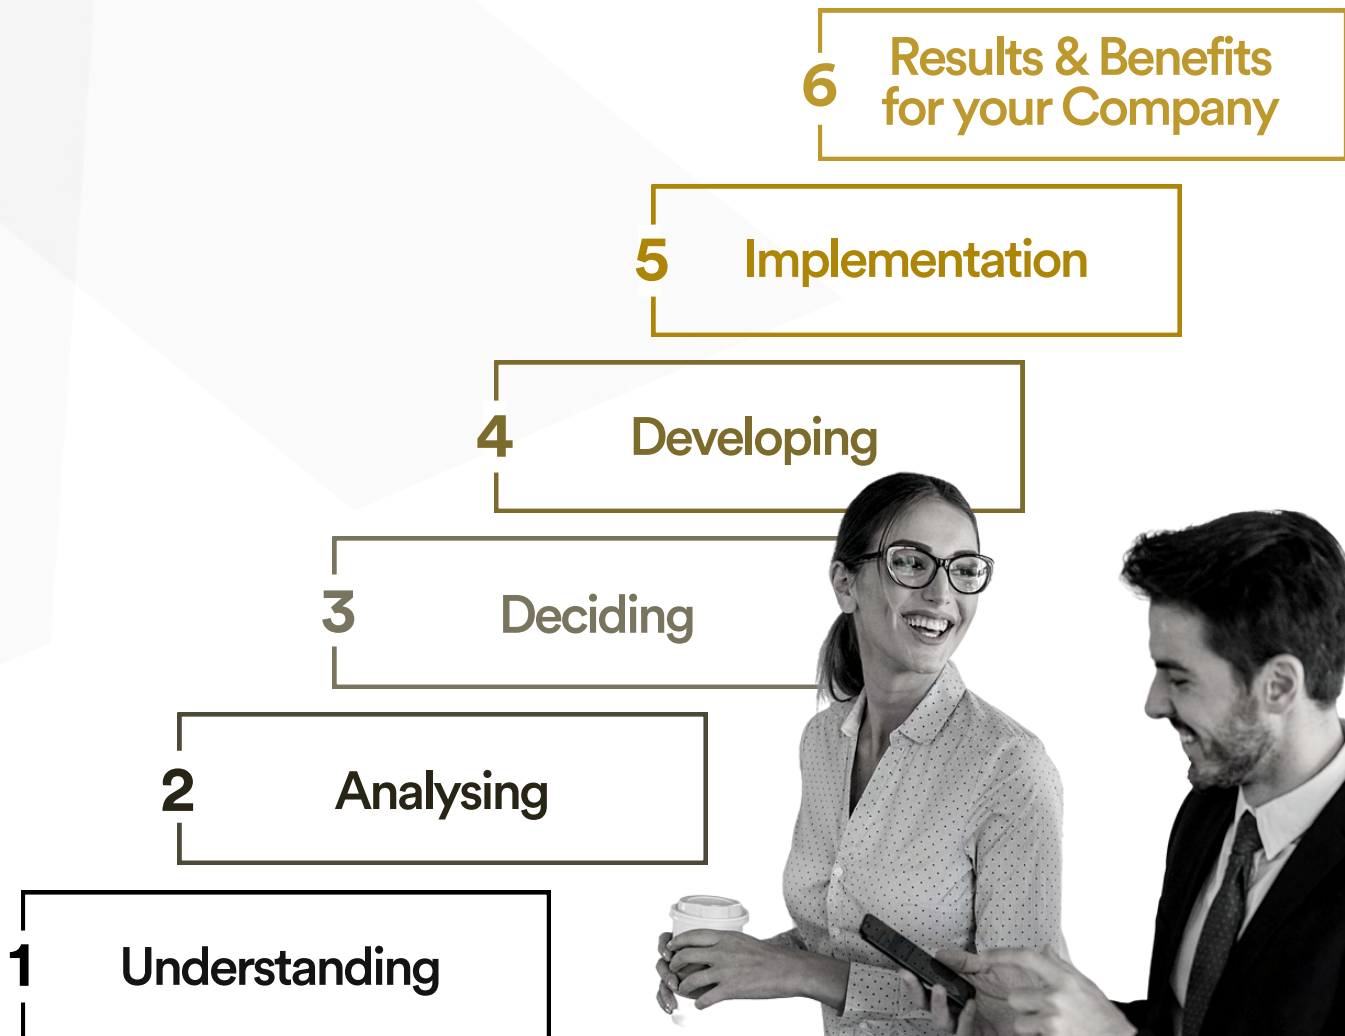 6
Results & Benefits
for your Company
5
Implementation
4
Developing
3
Deciding
2
Analysing
1
Understanding